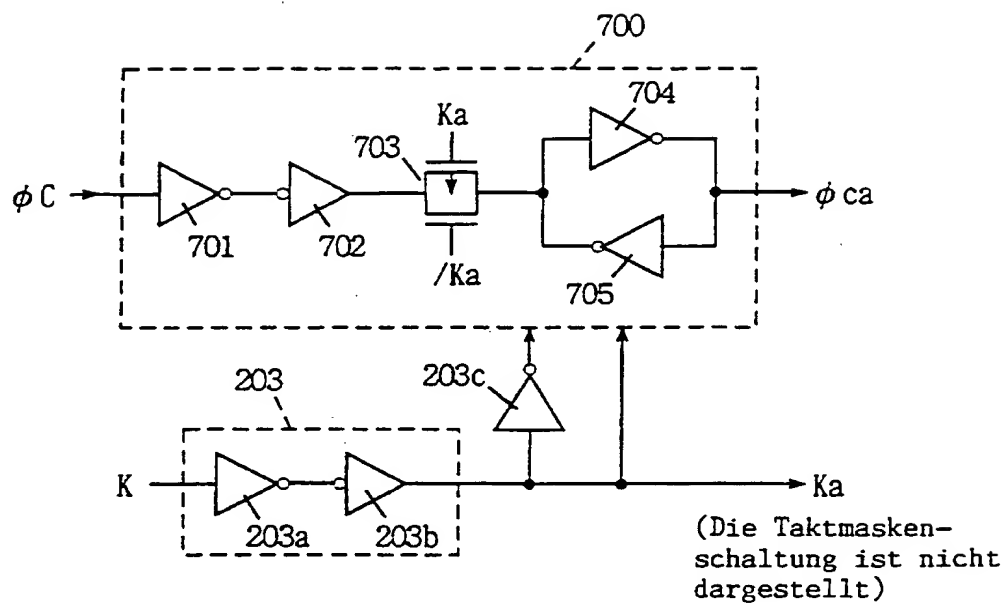 700
704
Ka
703
φC
φca
701
702
/Ka
705
203
203c
K
Ka
203a
203b
(Die Taktmasken-
schaltung ist nicht
dargestellt)